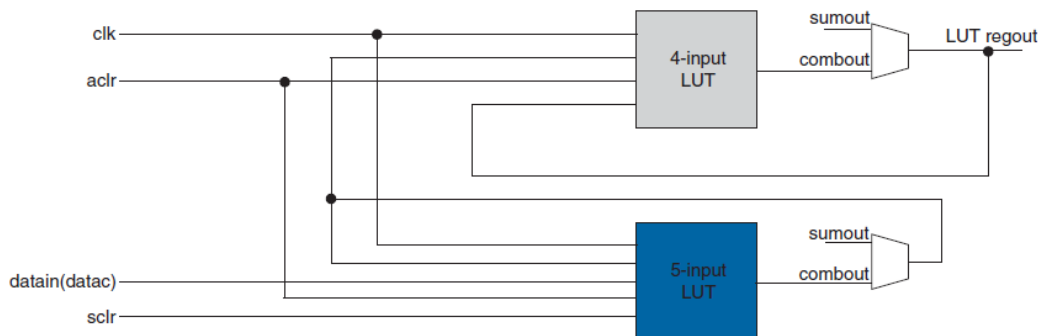 clk
aclr
4-input
LUT
sumout
combout
LUT regout
datain(datac)
sclr
5-input
LUT
sumout
combout